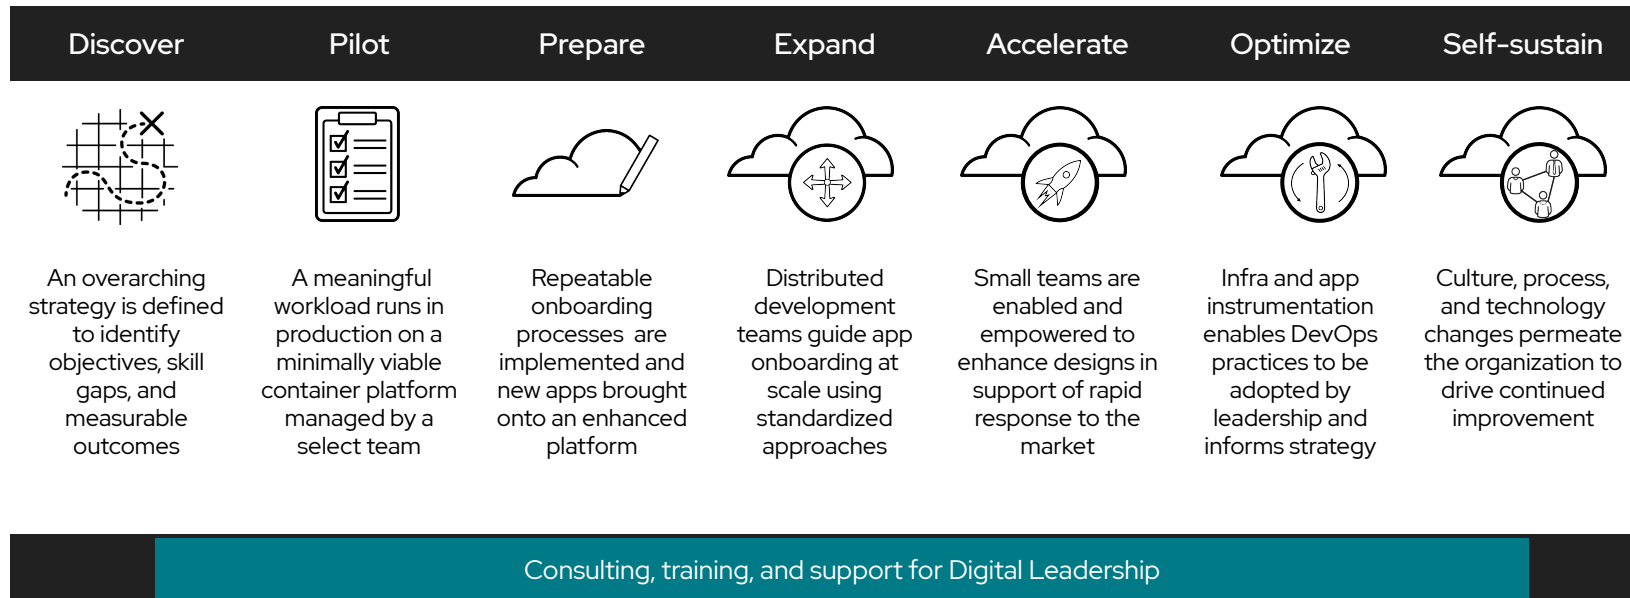 Discover
Pilot
Prepare
Expand
Accelerate
Optimize
Self-sustain
An overarching
strategy is defined
to identify
objectives, skill
gaps, and
measurable
outcomes
A meaningful
workload runs in
production on a
minimally viable
container platform
managed by a
select team
Repeatable
onboarding
processes  are
implemented and
new apps brought
onto an enhanced
platform
Distributed
development
teams guide app
onboarding at
scale using
standardized
approaches
Small teams are
enabled and
empowered to
enhance designs in
support of rapid
response to the
market
Infra and app
instrumentation
enables DevOps
practices to be
adopted by
leadership and
informs strategy
Culture, process,
and technology
changes permeate
the organization to
drive continued
improvement
Consulting, training, and support for Digital Leadership